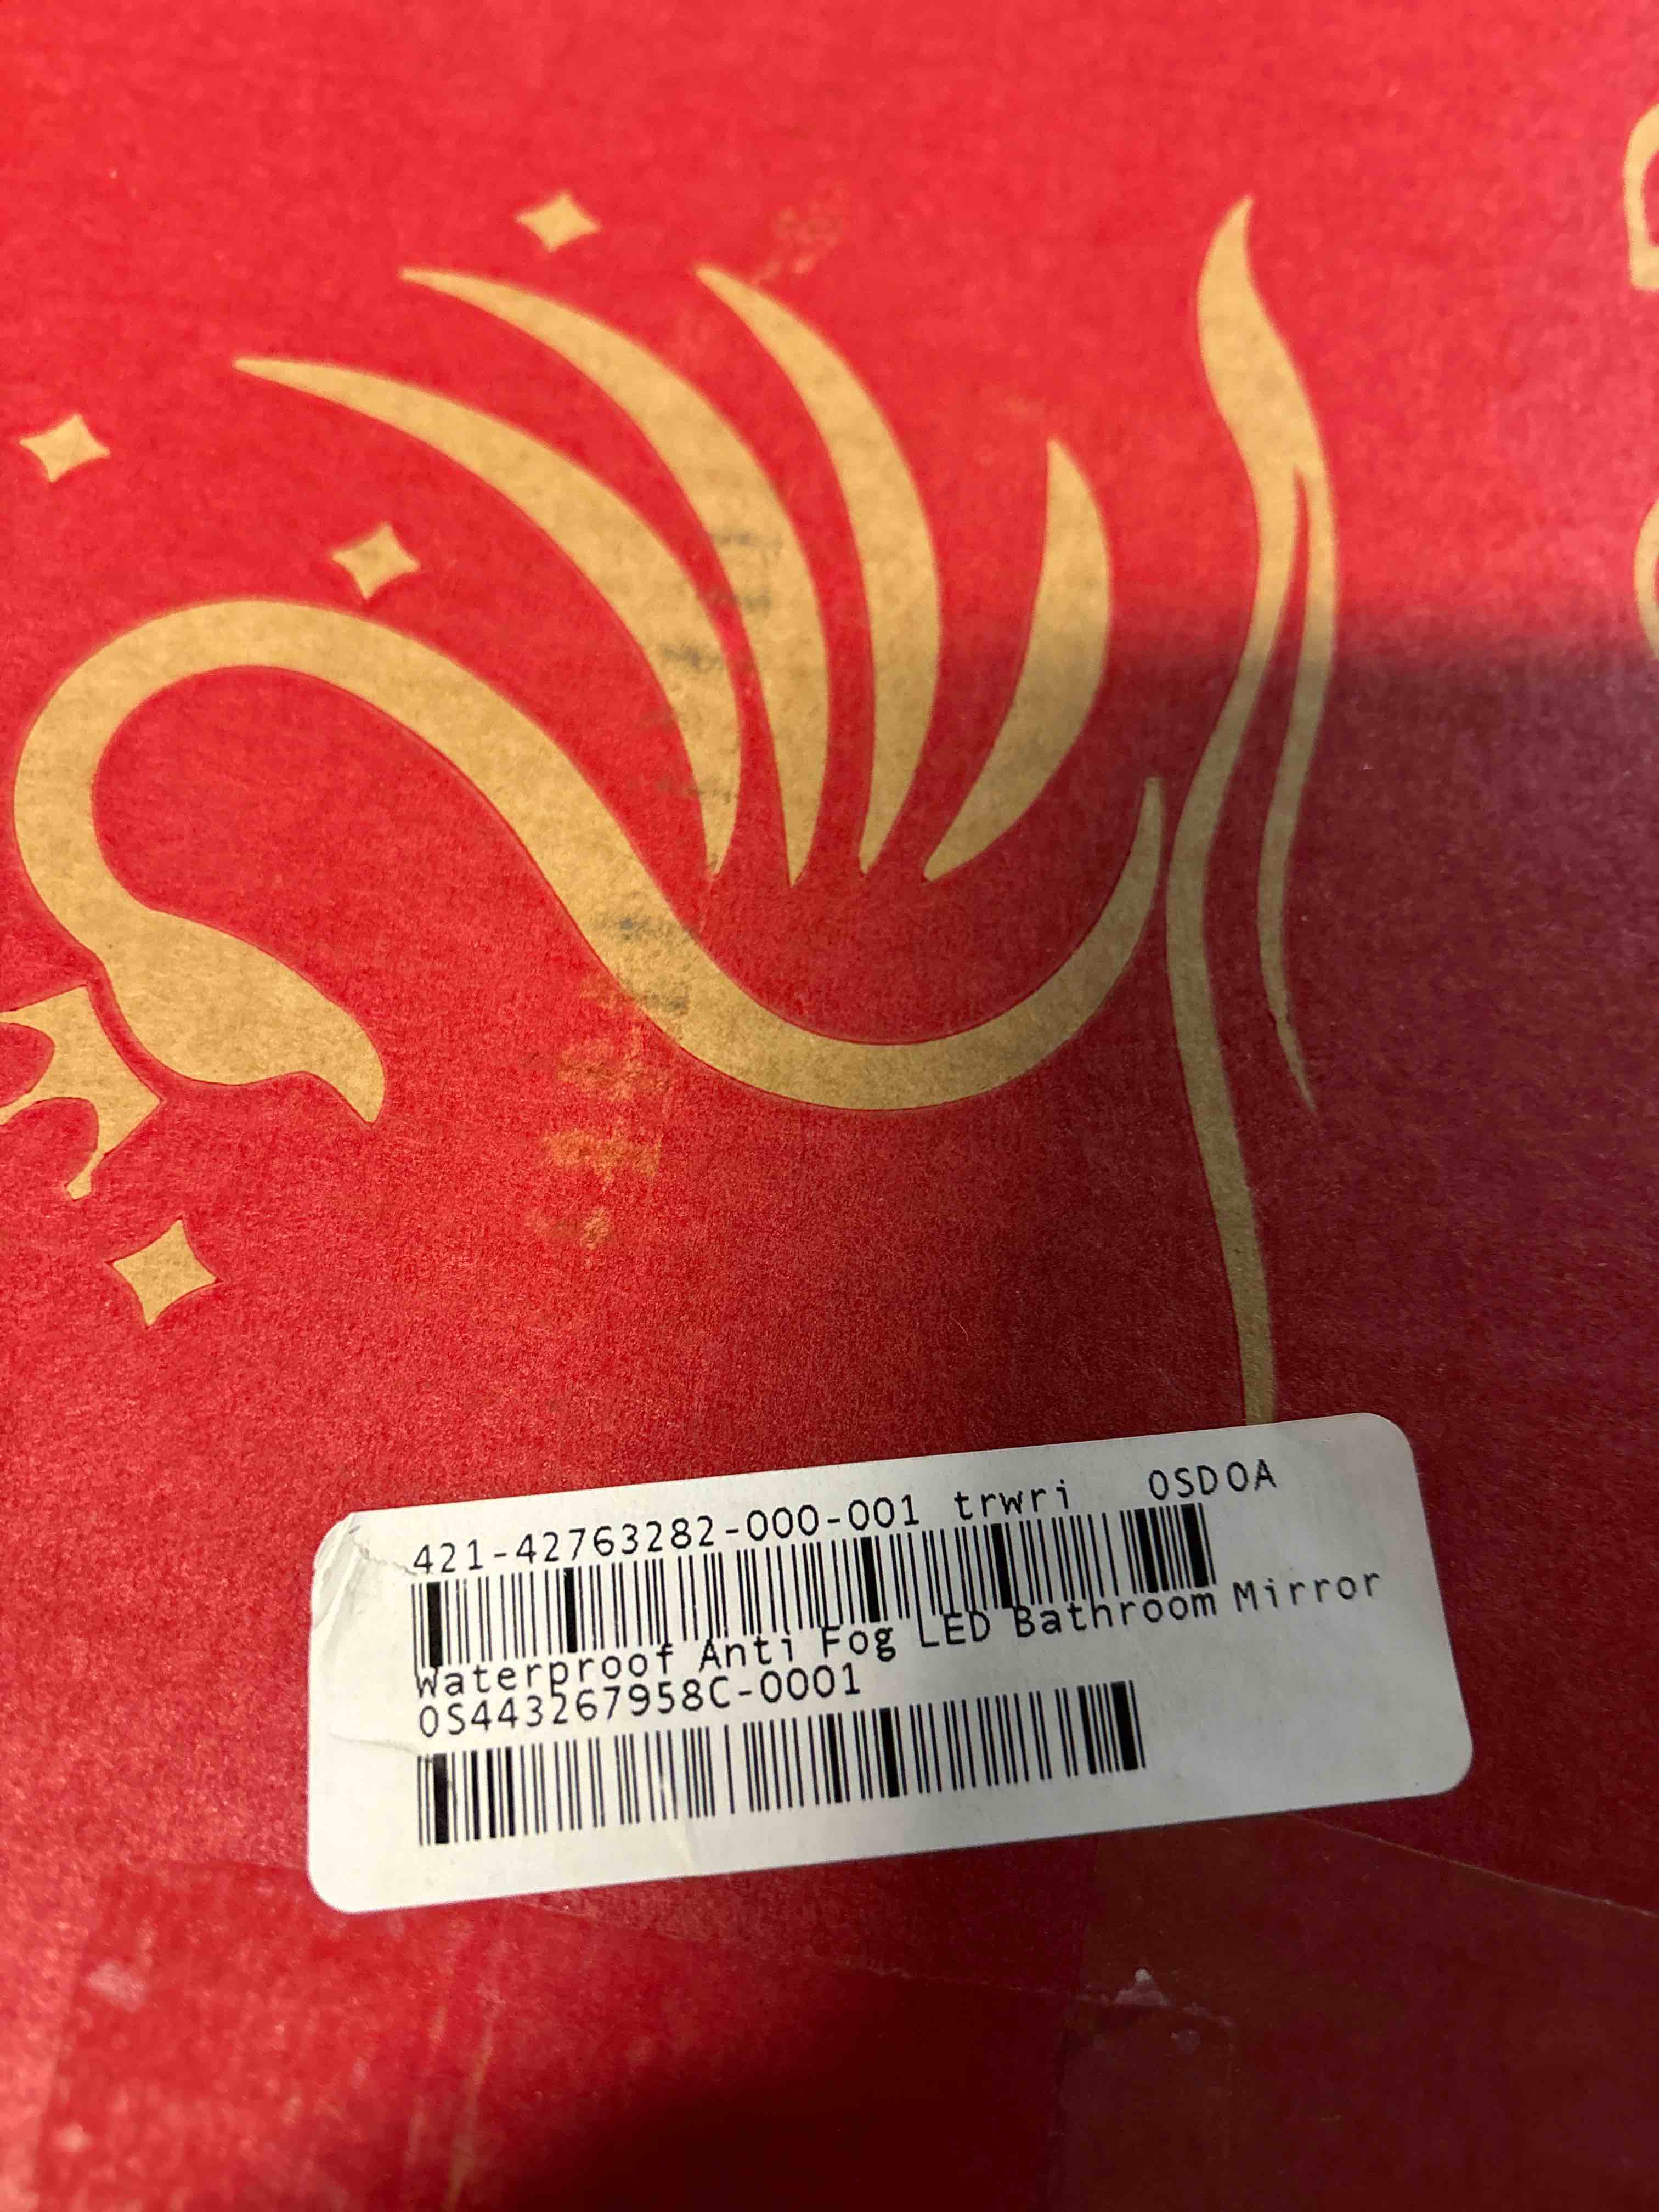 421-42763282-000-001 trwri OSDOA
Waterproof Anti Fog LED Bathroom Mirror
OS443267958C-0001